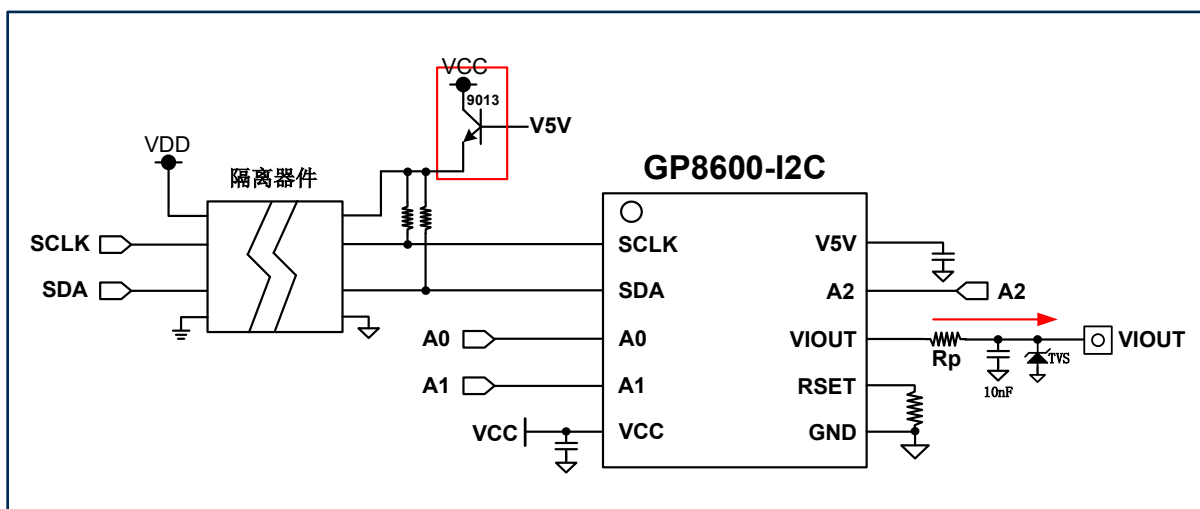 VCC
9013
V5V
VDD
隔离器件
GP8600-I2C
SCLK
SDA
SCLK
SDA
A0
A1
A0
A1
VCC
VCC
V5V
A2
VIOUT
RSET
GND
A2
Rp
10nF
TVS
VIOUT